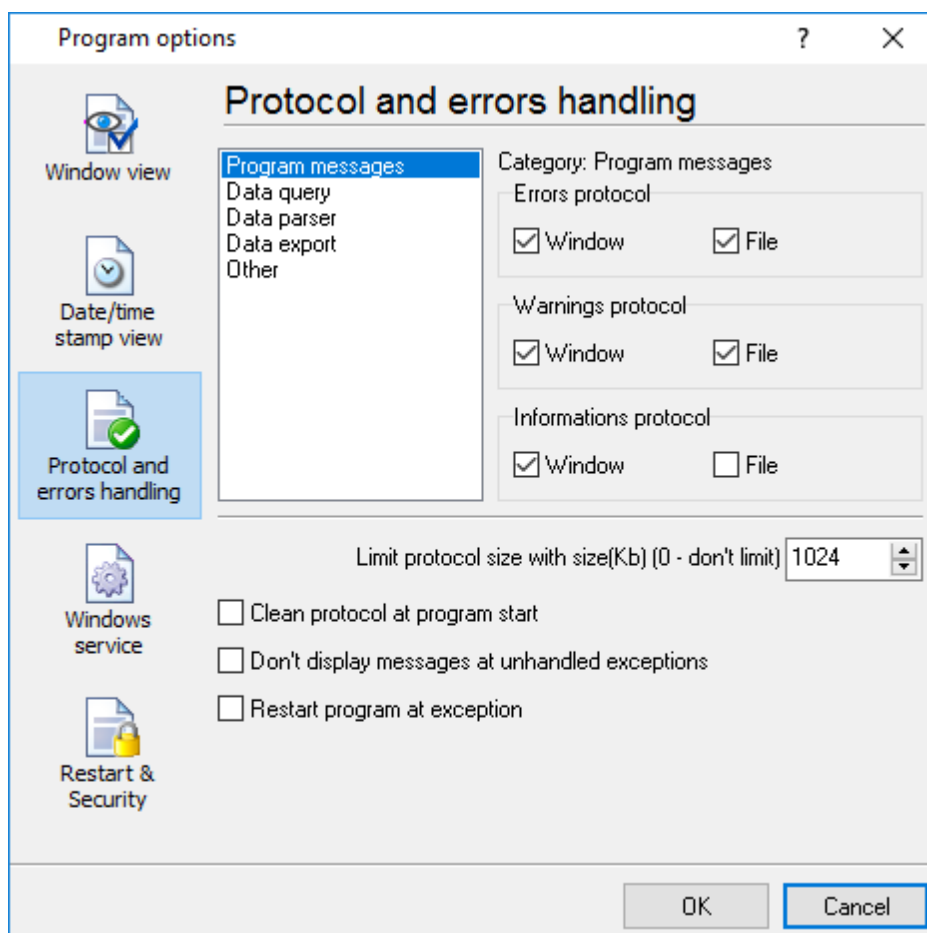 Program options
?
Window view
Date/time
stamp view
Protocol and
errors handling
Windows
service
Restart &
Security
Protocol and errors handling
Program messages
Data query
Data parser
Data export
Other
Category: Program messages
Errors protocol
Window
File
Warnings protocol
Window
File
Informations protocol
Window
File
Limit protocol size with size(Kb) (0 - don't limit)
1024
Clean protocol at program start
Don't display messages at unhandled exceptions
Restart program at exception
OK
Cancel